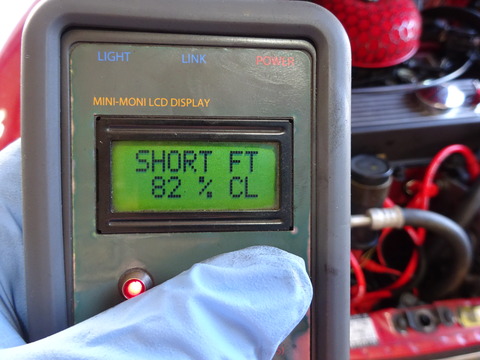 LIGHT LINK POWER
MINI-MONI LCD DISPLAY
SHORT FT
82 % CL